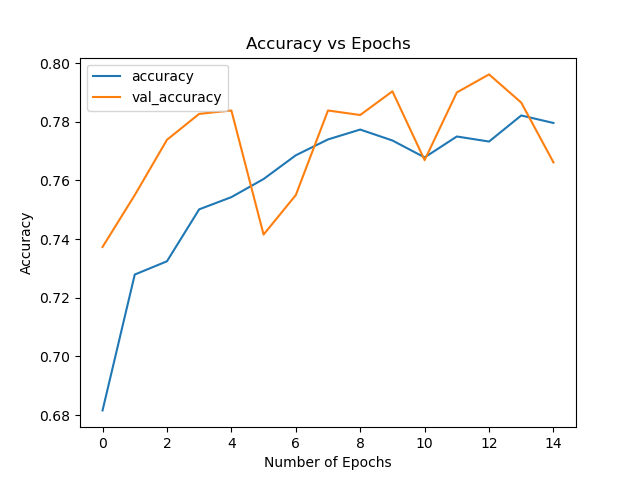 Accuracy vs Epochs
accuracy
val_accuracy
0.80
0.78
0.76
0.74
0.72
0.70
0.68
Accuracy
0 2 4 6 8 10 12 14
Number of Epochs